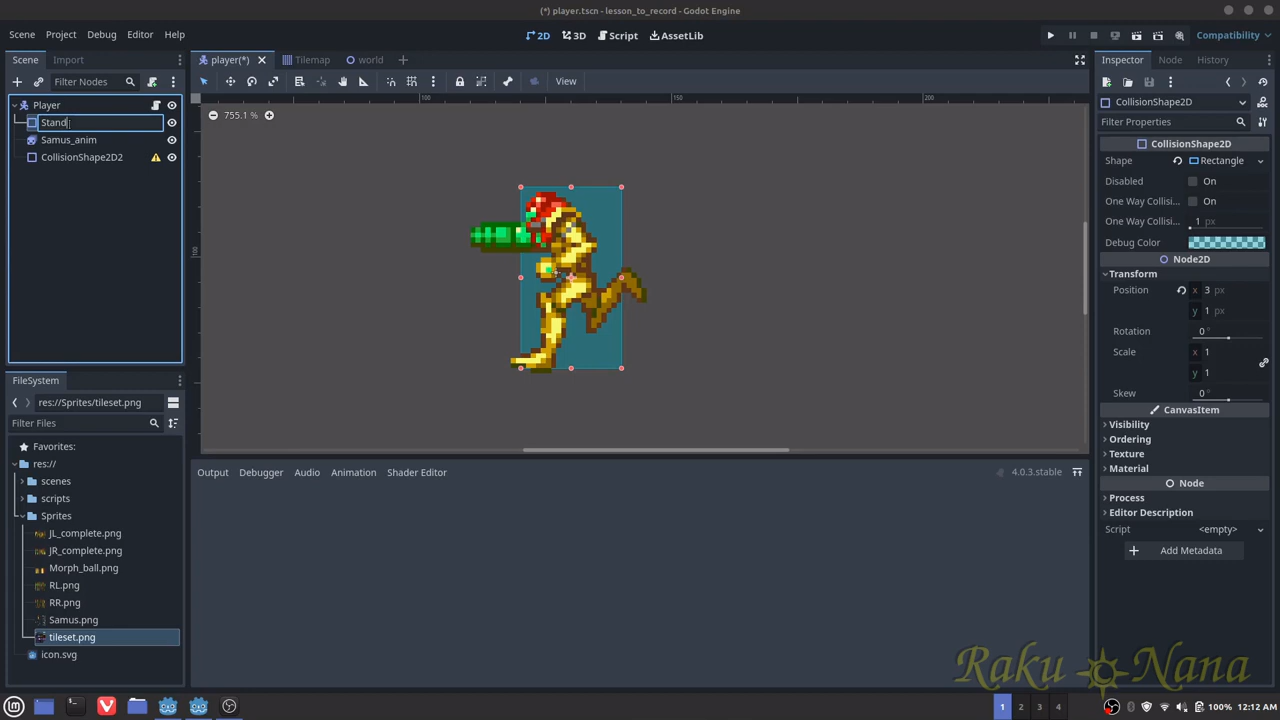 (*) player.tscn - lesson_to_record - Godot Engine
Scene Project Debug Editor Help
2D 3D Script AssetLib
Compatibility
Scene Import
player(*) Tilemap world
Inspector Node History
Filter Nodes
View
Player
Stand
Samus_anim
CollisionShape2D2
100 150 200
100
755.1 %
CollisionShape2D
Filter Properties
CollisionShape2D
Shape Rectangle
Disabled On
One Way Collisi... On
One Way Collisi... 1 px
Debug Color
Node2D
Transform
Position x 3 px
y 1 px
Rotation 0 °
Scale x 1
y 1
Skew 0 °
CanvasItem
Visibility
Ordering
Texture
Material
Node
Process
Editor Description
Script <empty>
Add Metadata
FileSystem
res://Sprites/tileset.png
Filter Files
Favorites:
res://
scenes
scripts
Sprites
JL_complete.png
JR_complete.png
Morph_ball.png
RL.png
RR.png
Samus.png
tileset.png
icon.svg
Output Debugger Audio Animation Shader Editor
4.0.3.stable
Raku Nana
1 2 3 4
100% 12:12 AM